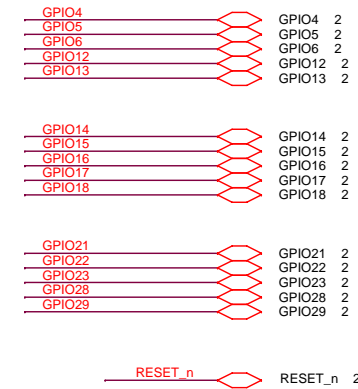 GPIO4 GPIO4 2
GPIO5 GPIO5 2
GPIO6 GPIO6 2
GPIO12 GPIO12 2
GPIO13 GPIO13 2
GPIO14 GPIO14 2
GPIO15 GPIO15 2
GPIO16 GPIO16 2
GPIO17 GPIO17 2
GPIO18 GPIO18 2
GPIO21 GPIO21 2
GPIO22 GPIO22 2
GPIO23 GPIO23 2
GPIO28 GPIO28 2
GPIO29 GPIO29 2
RESET_n RESET_n 2